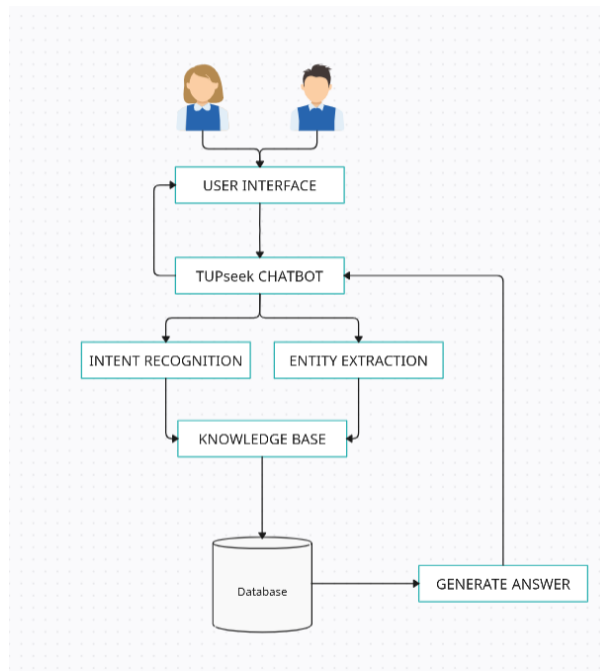 USER INTERFACE
TUPseek CHATBOT
INTENT RECOGNITION
ENTITY EXTRACTION
KNOWLEDGE BASE
Database
GENERATE ANSWER